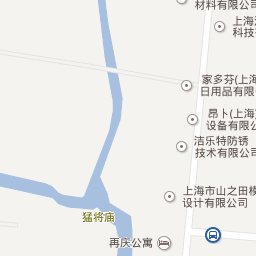 材料有限公司
上海
科技
家多芬(上海
日用品有限
昂卜(上海
设备有限公
洁乐特防锈
技术有限公
上海市山之田模
设计有限公司
猛将庙
再庆公寓